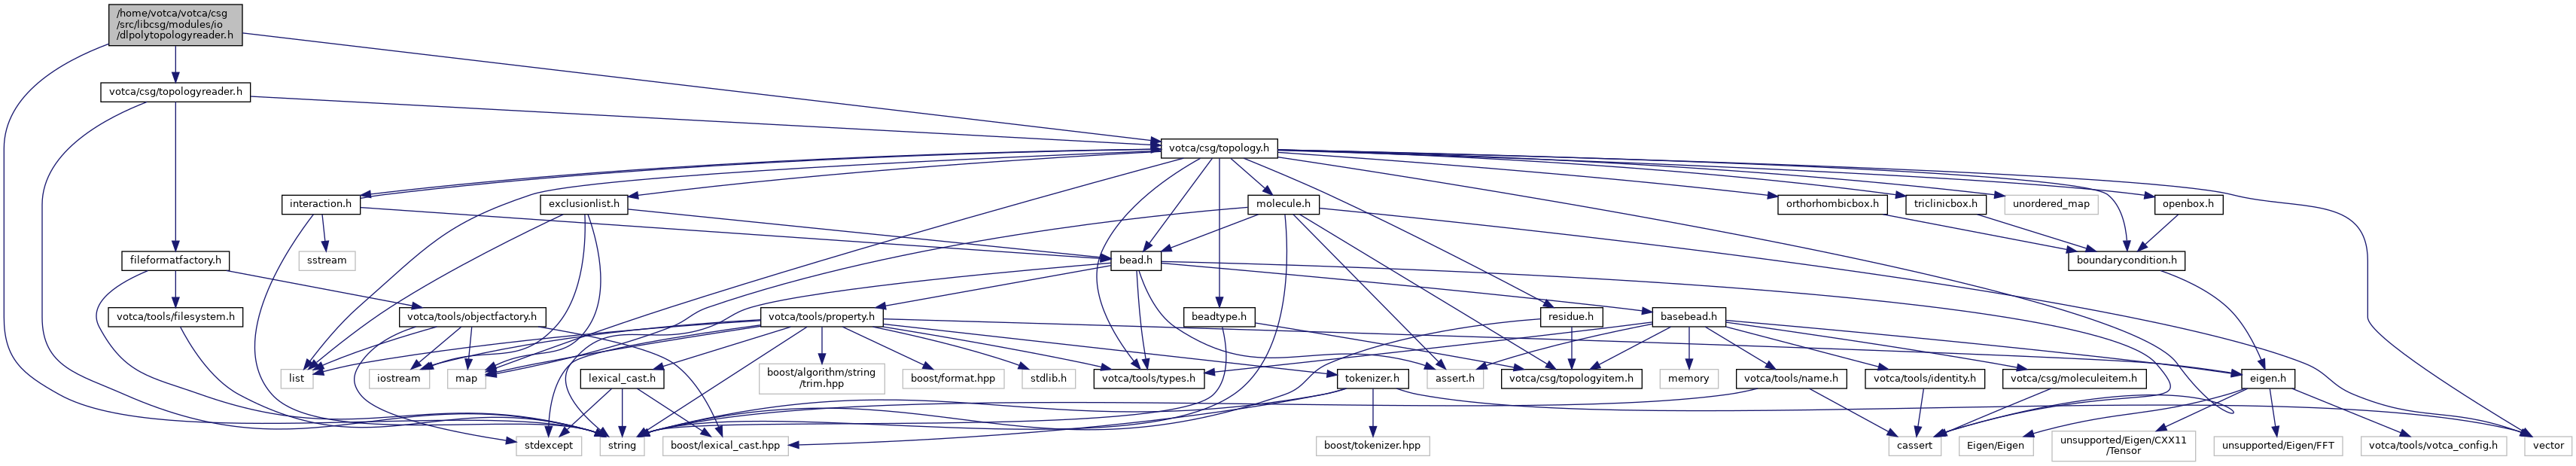 /home/votca/votca/csg
/src/libcsg/modules/io
/dlpolytopologyreader.h
votca/csg/topologyreader.h
votca/csg/topology.h
interaction.h
exclusionlist.h
molecule.h
orthorhombicbox.h
triclinicbox.h
unordered_map
openbox.h
fileformatfactory.h
sstream
bead.h
boundarycondition.h
votca/tools/filesystem.h
votca/tools/objectfactory.h
votca/tools/property.h
beadtype.h
residue.h
basebead.h
list
iostream
map
lexical_cast.h
boost/algorithm/string
/trim.hpp
boost/format.hpp
stdlib.h
votca/tools/types.h
tokenizer.h
assert.h
votca/csg/topologyitem.h
memory
votca/tools/name.h
votca/tools/identity.h
votca/csg/moleculeitem.h
eigen.h
stdexcept
string
boost/lexical_cast.hpp
boost/tokenizer.hpp
cassert
Eigen/Eigen
unsupported/Eigen/CXX11
/Tensor
unsupported/Eigen/FFT
votca/tools/votca_config.h
vector